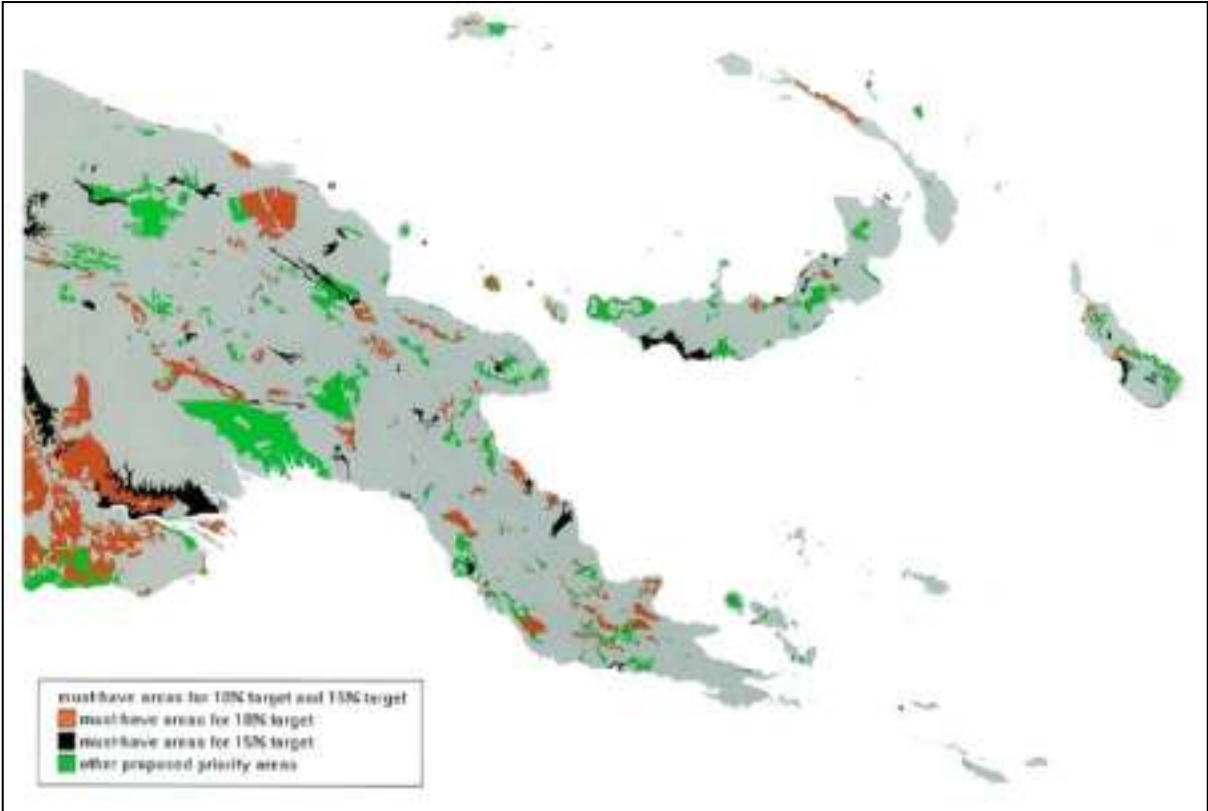 must-have areas for 10% target and 15% target
must-have areas for 10% target
must-have areas for 15% target
other proposed priority areas